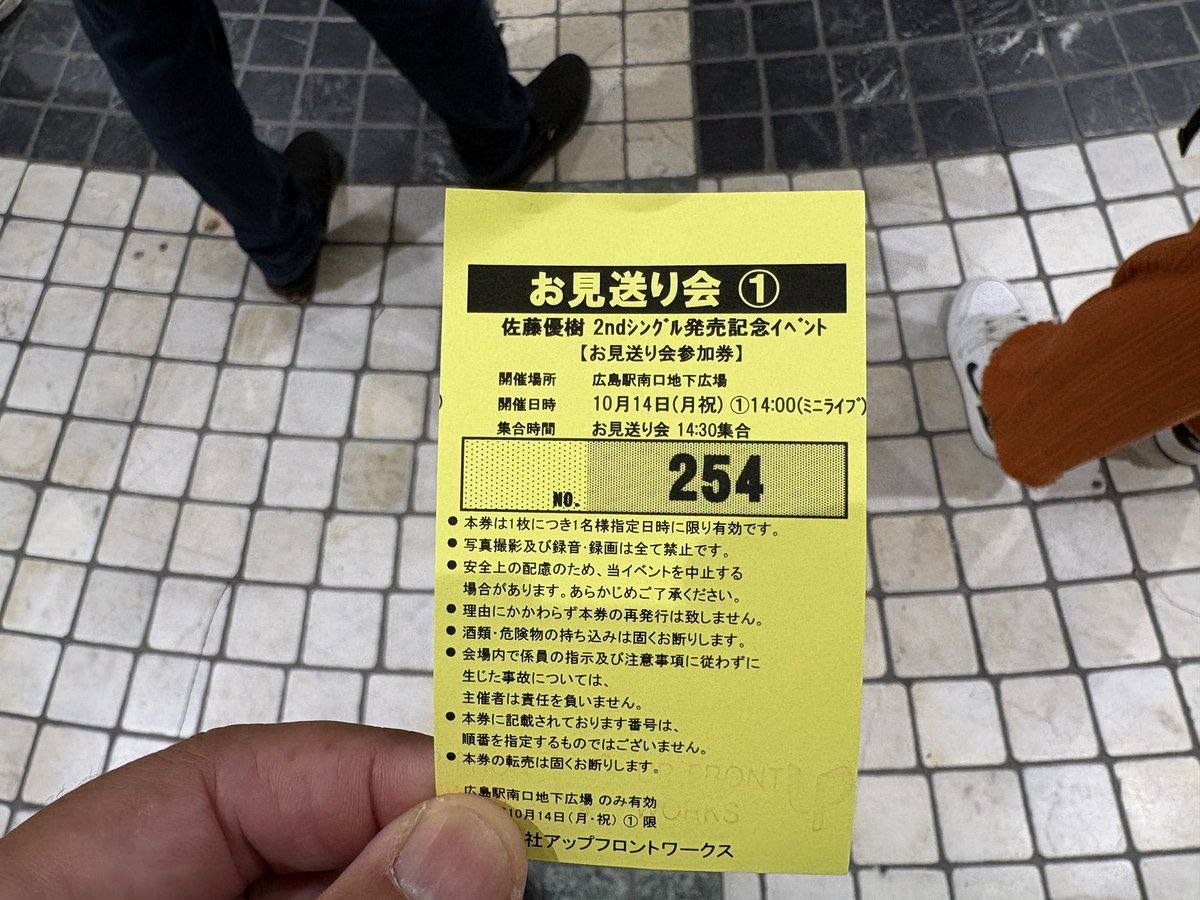 お見送り会 ①
佐藤優樹 2ndｼﾝｸﾞﾙ発売記念ｲﾍﾞﾝﾄ
【お見送り会参加券】
開催場所 広島駅南口地下広場
開催日時 10月14日(月祝) ①14:00(ﾐﾆﾗｲﾌﾞ)
集合時間 お見送り会 14:30集合
NO. 254
● 本券は1枚につき1名様指定日時に限り有効です。
● 写真撮影及び録音・録画は全て禁止です。
● 安全上の配慮のため、当イベントを中止する
場合があります。あらかじめご了承ください。
● 理由にかかわらず本券の再発行は致しません。
● 酒類・危険物の持ち込みは固くお断りします。
● 会場内で係員の指示及び注意事項に従わずに
生じた事故については、
主催者は責任を負いません。
● 本券に記載されております番号は、
順番を指定するものではございません。
● 本券の転売は固くお断りします。
FRONT
WORKS
広島駅南口地下広場 のみ有効
10月14日(月・祝) ① 限
社アップフロントワークス